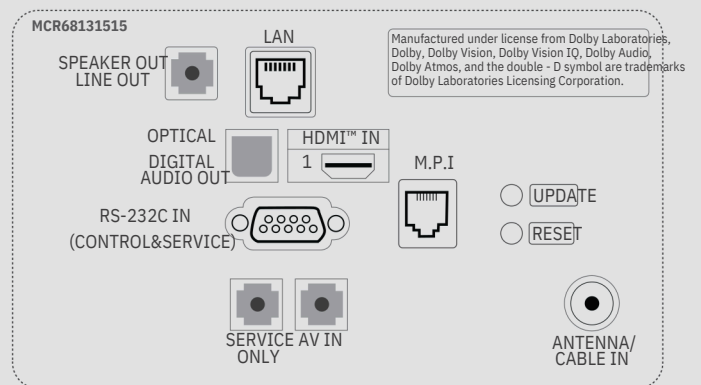 MCR68131515
LAN
SPEAKER OUT
LINE OUT
Manufactured under license from Dolby Laboratories,
Dolby, Dolby Vision, Dolby Vision IQ, Dolby Audio,
Dolby Atmos, and the double - D symbol are trademarks
of Dolby Laboratories Licensing Corporation.
OPTICAL
DIGITAL
AUDIO OUT
HDMI™ IN
1
M.P.I
UPDATE
RS-232C IN
(CONTROL&SERVICE)
RESET
SERVICE
ONLY
AV IN
ANTENNA/
CABLE IN